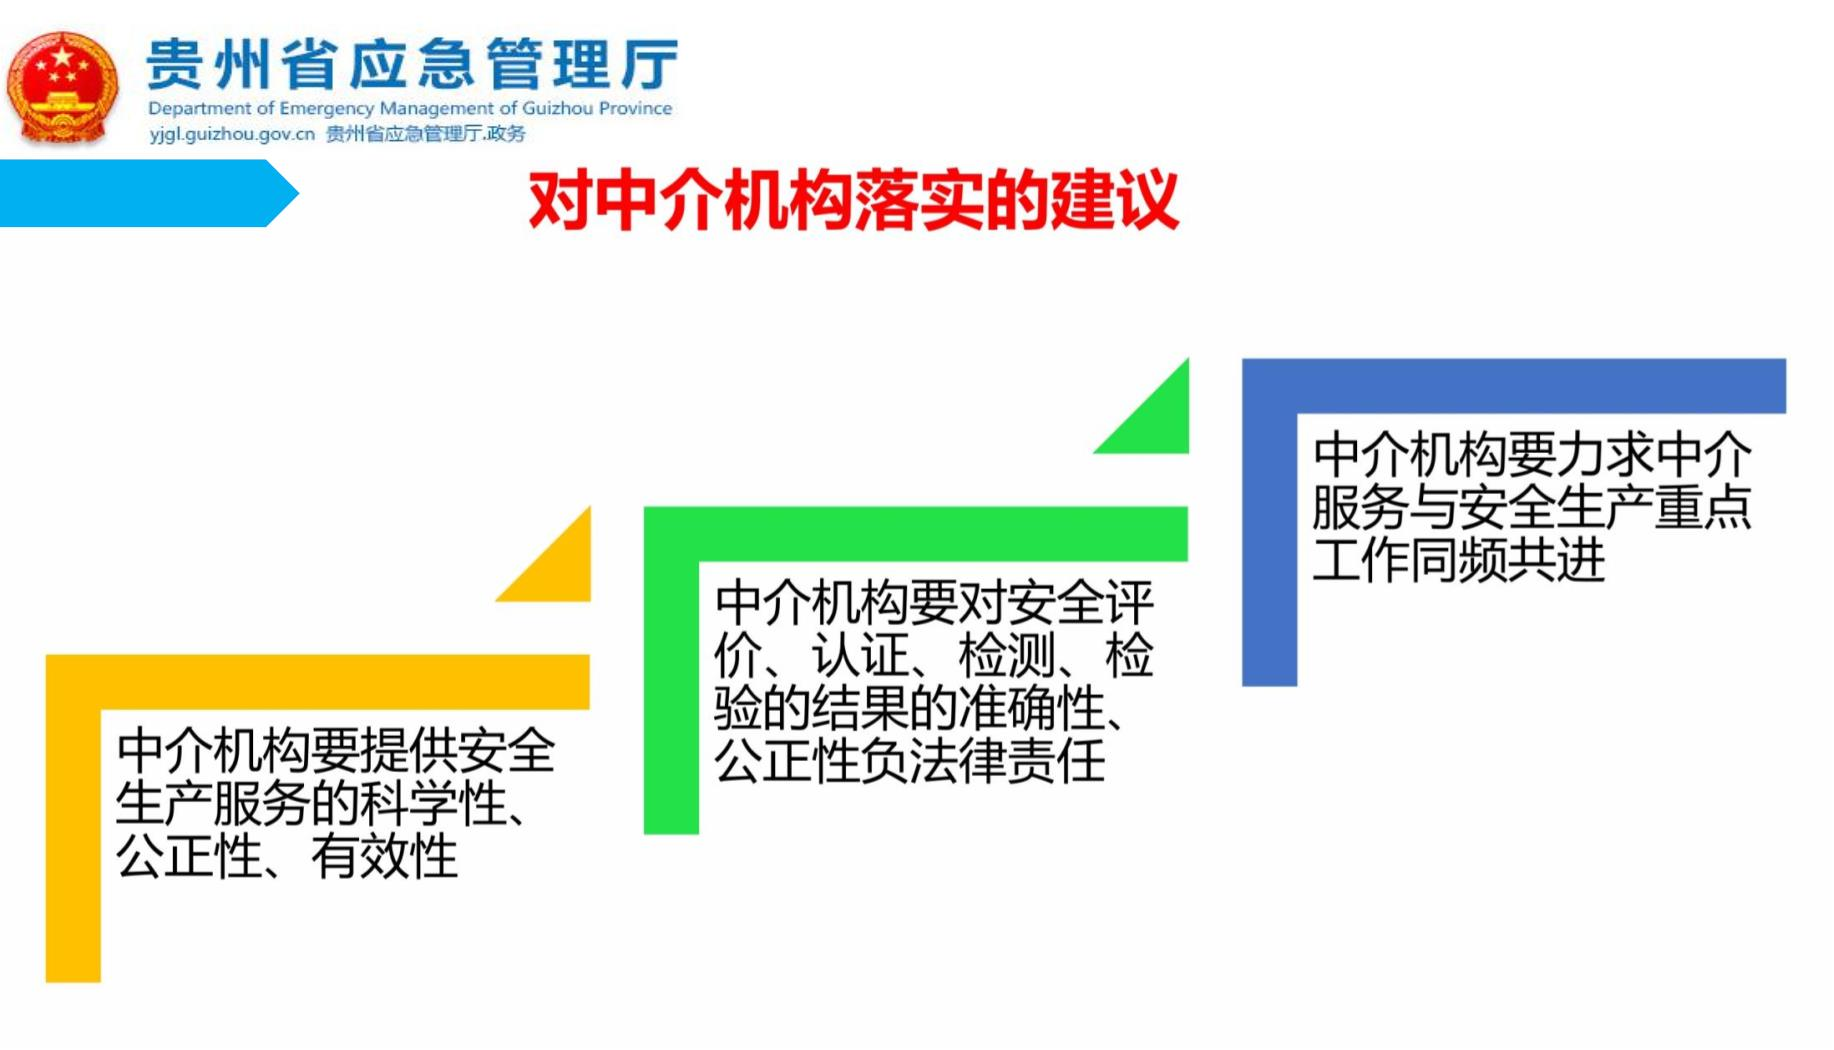 贵州省应急管理厅
Department of Emergency Management of Guizhou Province
yjgl.guizhou.gov.cn 贵州省应急管理厅.政务
对中介机构落实的建议
中介机构要提供安全
生产服务的科学性、
公正性、有效性
中介机构要对安全评
价、认证、检测、检
验的结果的准确性、
公正性负法律责任
中介机构要力求中介
服务与安全生产重点
工作同频共进